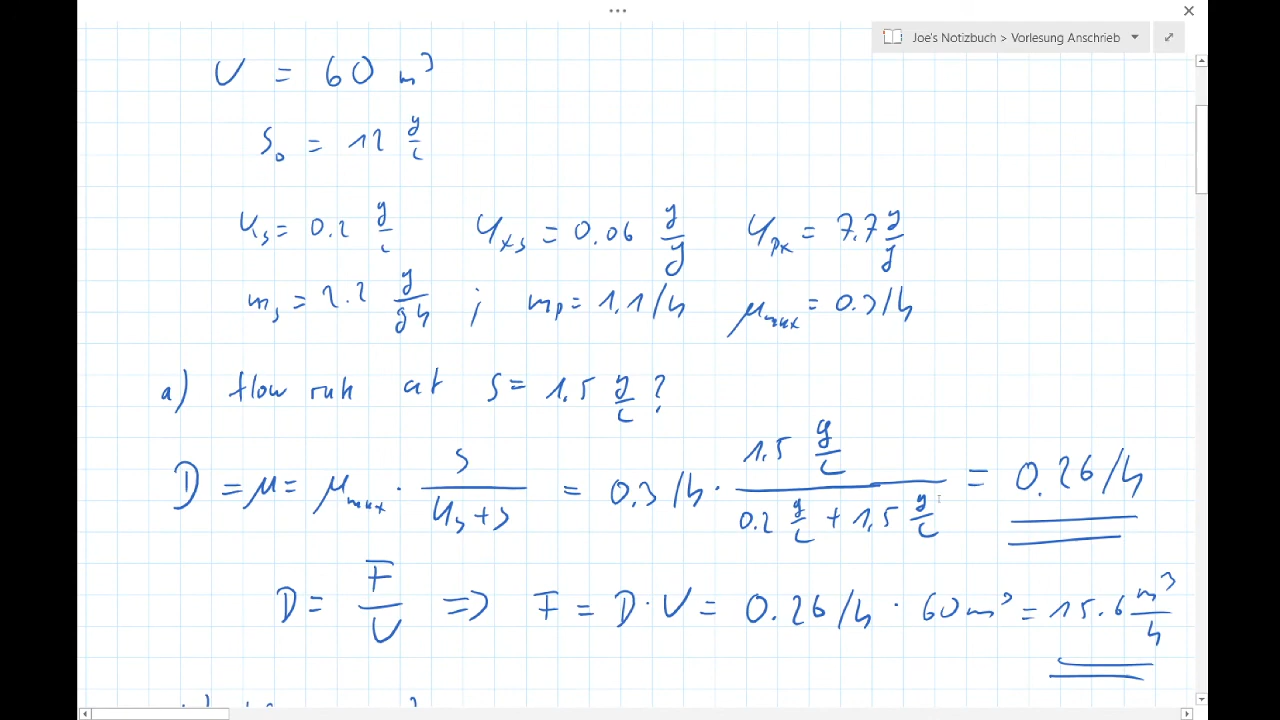 Joe's Notizbuch > Vorlesung Anschrieb
V = 60 m³
S₀ = 12 g/L
Ks = 0.2 g/L Yxs = 0.06 g/g Ypx = 7.7 g/g
ms = 2.2 g/gh ; mp = 1.1/h μmax = 0.3/h
a) flow rate at S = 1.5 g/L ?
D = μ = μmax · S/(Ks + S) = 0.3/h · (1.5 g/L)/(0.2 g/L + 1.5 g/L) = 0.26/h
D = F/V => F = D · V = 0.26/h · 60 m³ = 15.6 m³/h